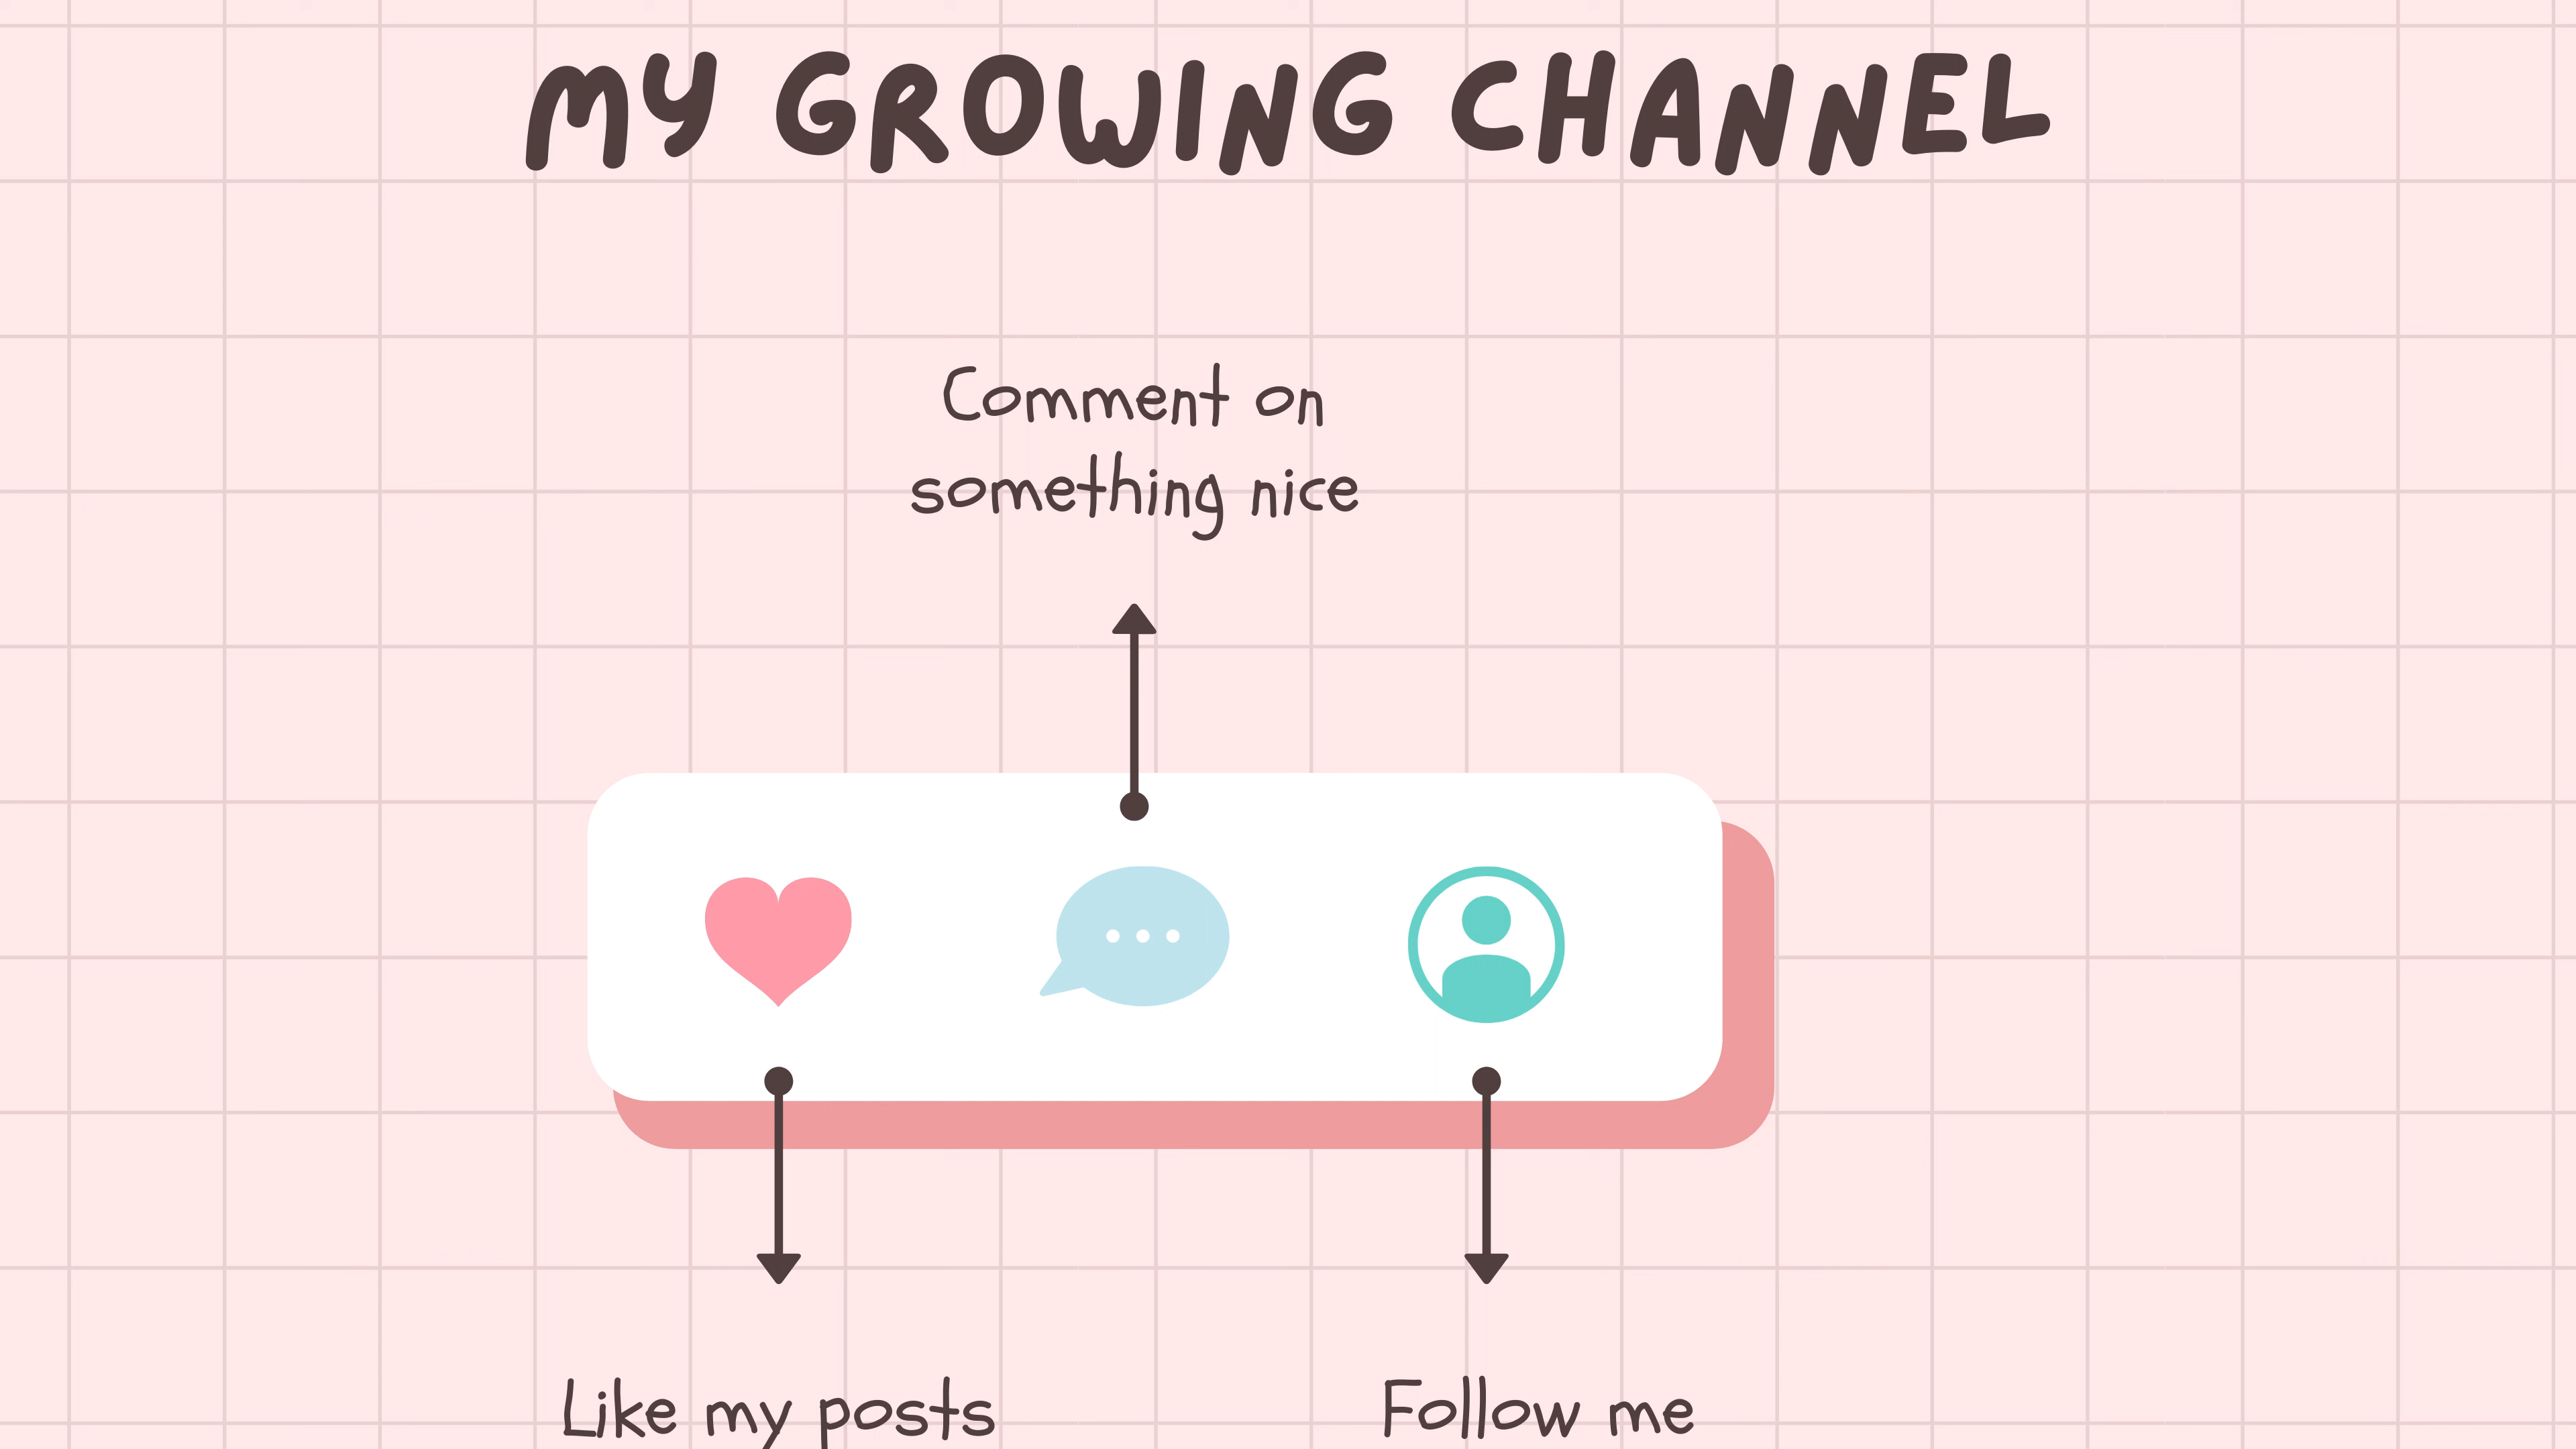 MY GROWING CHANNEL
Comment on
something nice
Like my posts
Follow me